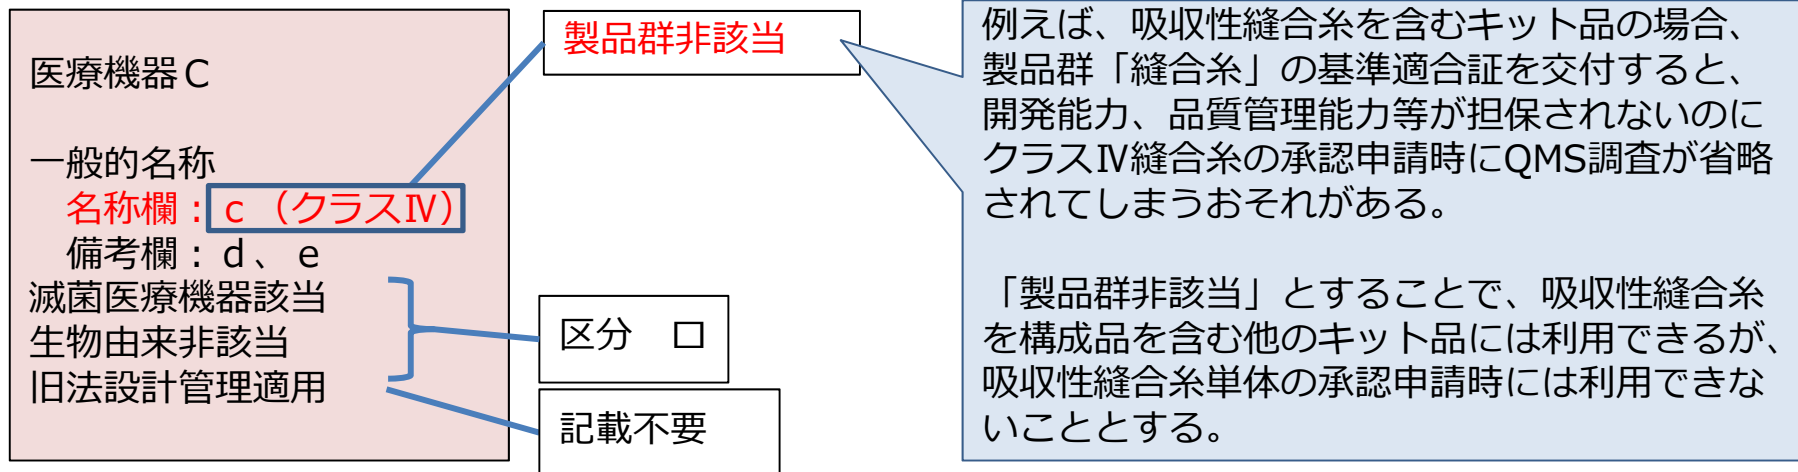 医療機器C
一般的名称
名称欄：c（クラスⅣ）
備考欄：d、e
滅菌医療機器該当
生物由来非該当
旧法設計管理適用
製品群非該当
区分　ロ
記載不要
例えば、吸収性縫合糸を含むキット品の場合、
製品群「縫合糸」の基準適合証を交付すると、
開発能力、品質管理能力等が担保されないのに
クラスⅣ縫合糸の承認申請時にQMS調査が省略
されてしまうおそれがある。
「製品群非該当」とすることで、吸収性縫合糸
を構成品を含む他のキット品には利用できるが、
吸収性縫合糸単体の承認申請時には利用できな
いこととする。